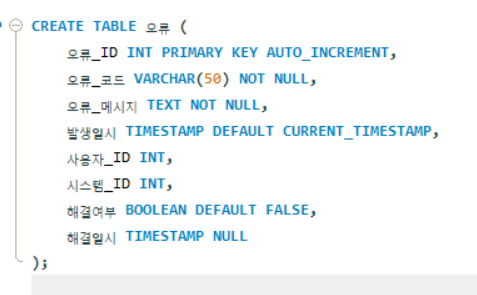 CREATE TABLE 오류 (
오류_ID INT PRIMARY KEY AUTO_INCREMENT,
오류_코드 VARCHAR(50) NOT NULL,
오류_메시지 TEXT NOT NULL,
발생일시 TIMESTAMP DEFAULT CURRENT_TIMESTAMP,
사용자_ID INT,
시스템_ID INT,
해결여부 BOOLEAN DEFAULT FALSE,
해결일시 TIMESTAMP NULL
);